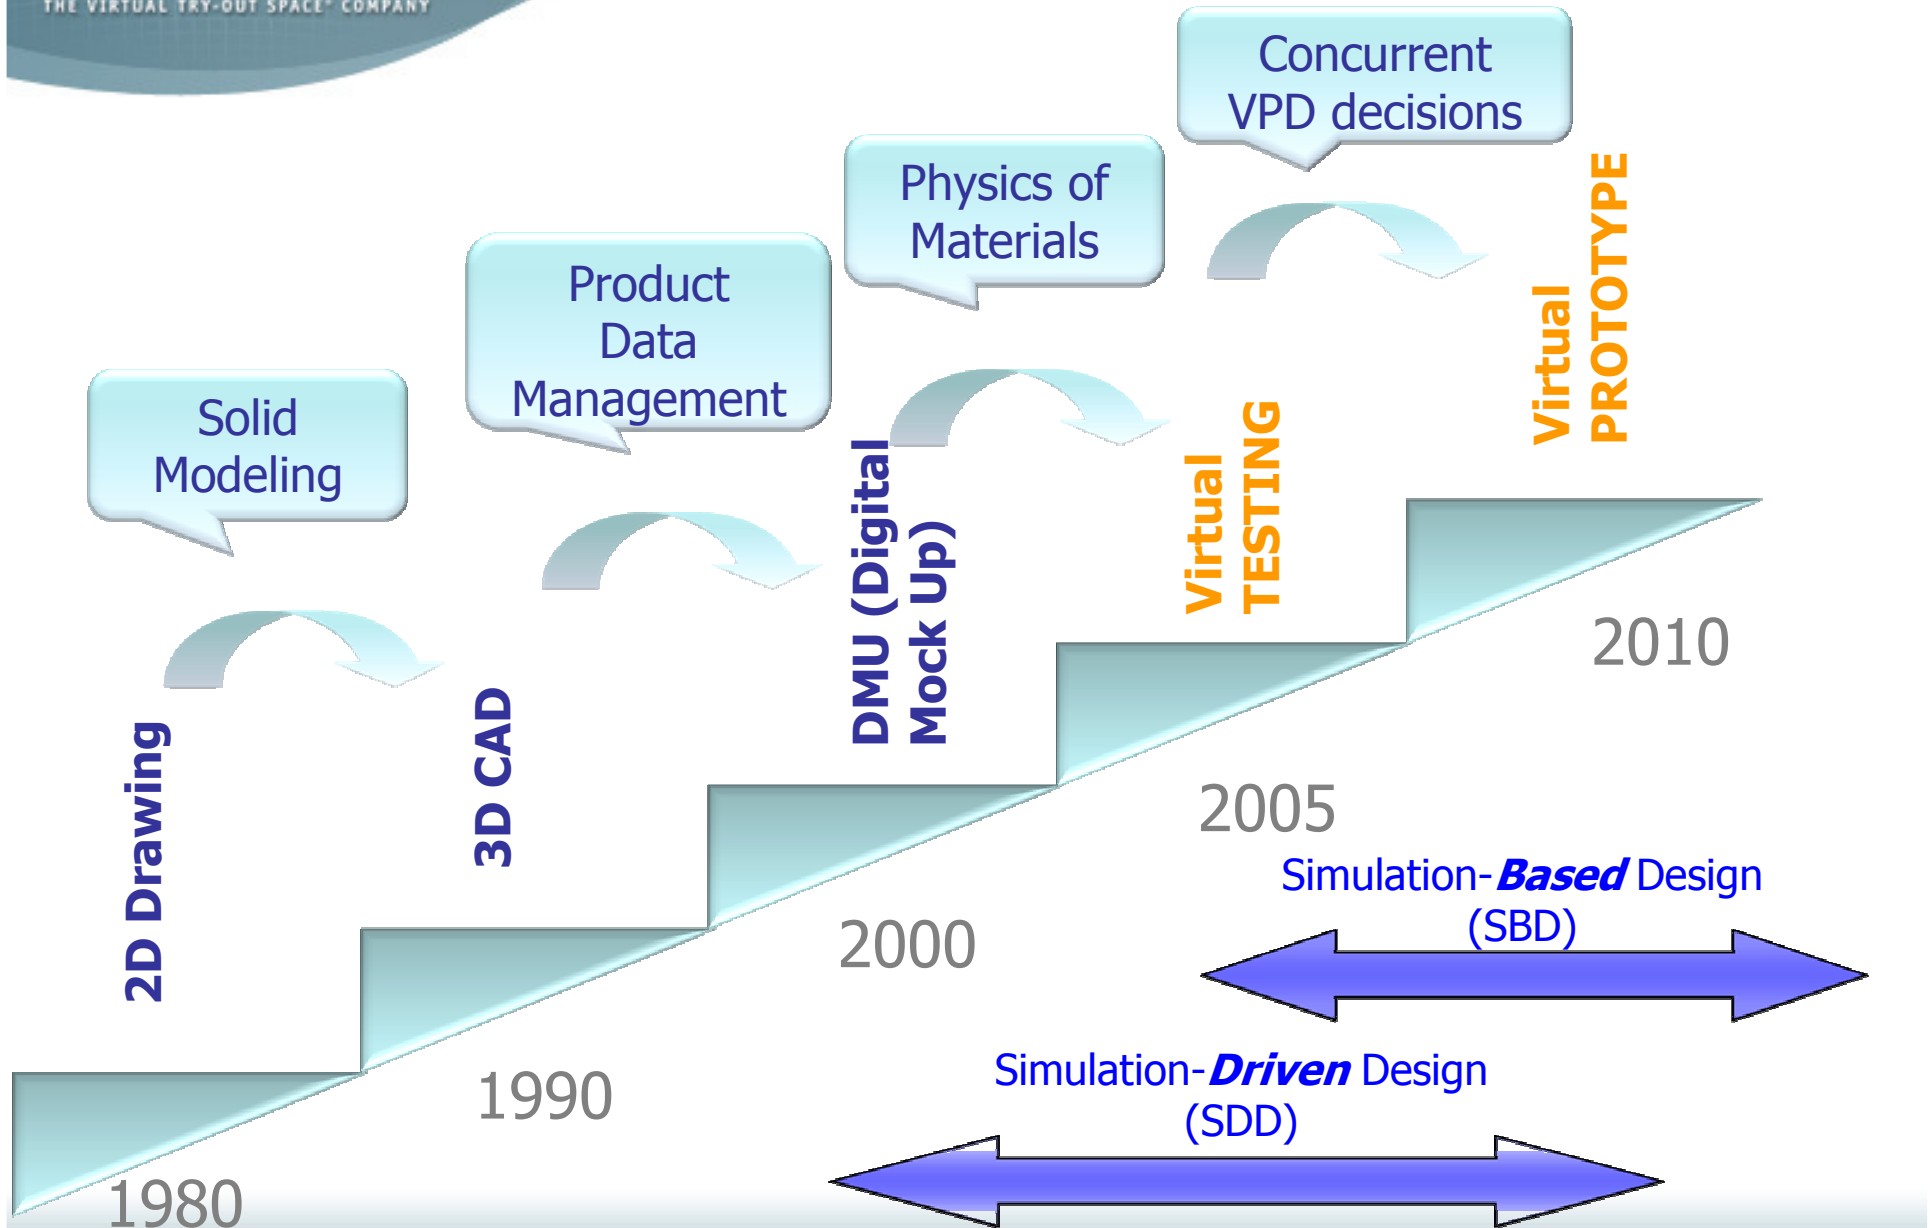 THE VIRTUAL TRY-OUT SPACE® COMPANY
Concurrent
VPD decisions
Physics of
Materials
Product
Data
Management
Solid
Modeling
2D Drawing
3D CAD
DMU (Digital
Mock Up)
Virtual
TESTING
Virtual
PROTOTYPE
1980
1990
2000
2005
2010
Simulation-Based Design
(SBD)
Simulation-Driven Design
(SDD)